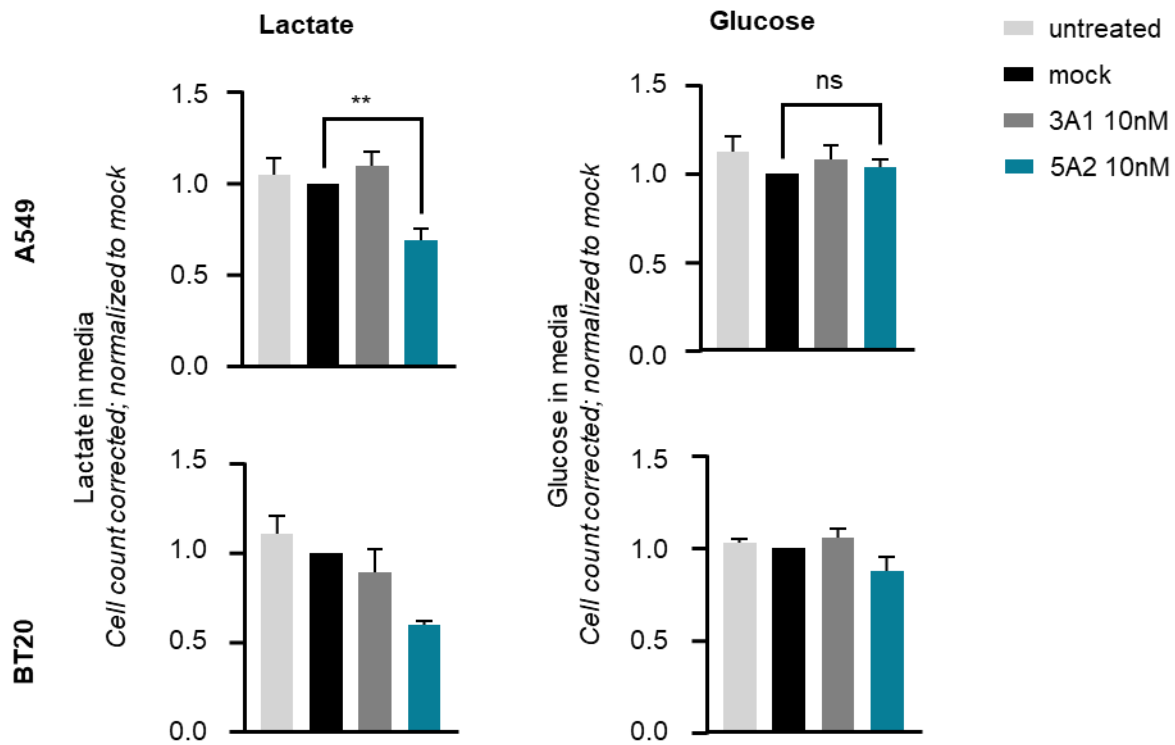 Lactate
Glucose
untreated
mock
3A1 10nM
5A2 10nM
A549
Lactate in media
Cell count corrected; normalized to mock
1.5
1.0
0.5
0.0
**
Glucose in media
Cell count corrected; normalized to mock
1.5
1.0
0.5
0.0
ns
BT20
1.5
1.0
0.5
0.0
1.5
1.0
0.5
0.0